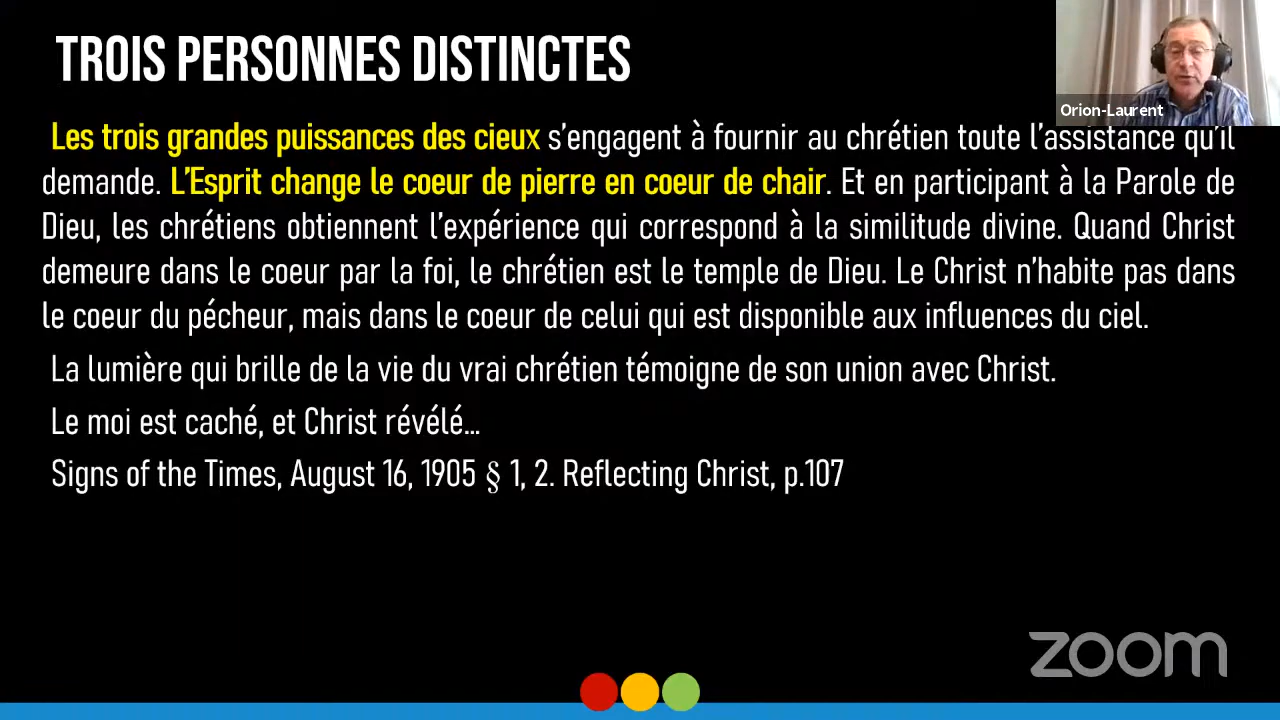 TROIS PERSONNES DISTINCTES
Orion-Laurent
Les trois grandes puissances des cieux s'engagent à fournir au chrétien toute l'assistance qu'il
demande. L'Esprit change le coeur de pierre en coeur de chair. Et en participant à la Parole de
Dieu, les chrétiens obtiennent l'expérience qui correspond à la similitude divine. Quand Christ
demeure dans le coeur par la foi, le chrétien est le temple de Dieu. Le Christ n'habite pas dans
le coeur du pécheur, mais dans le coeur de celui qui est disponible aux influences du ciel.
La lumière qui brille de la vie du vrai chrétien témoigne de son union avec Christ.
Le moi est caché, et Christ révélé...
Signs of the Times, August 16, 1905 § 1, 2. Reflecting Christ, p.107
zoom